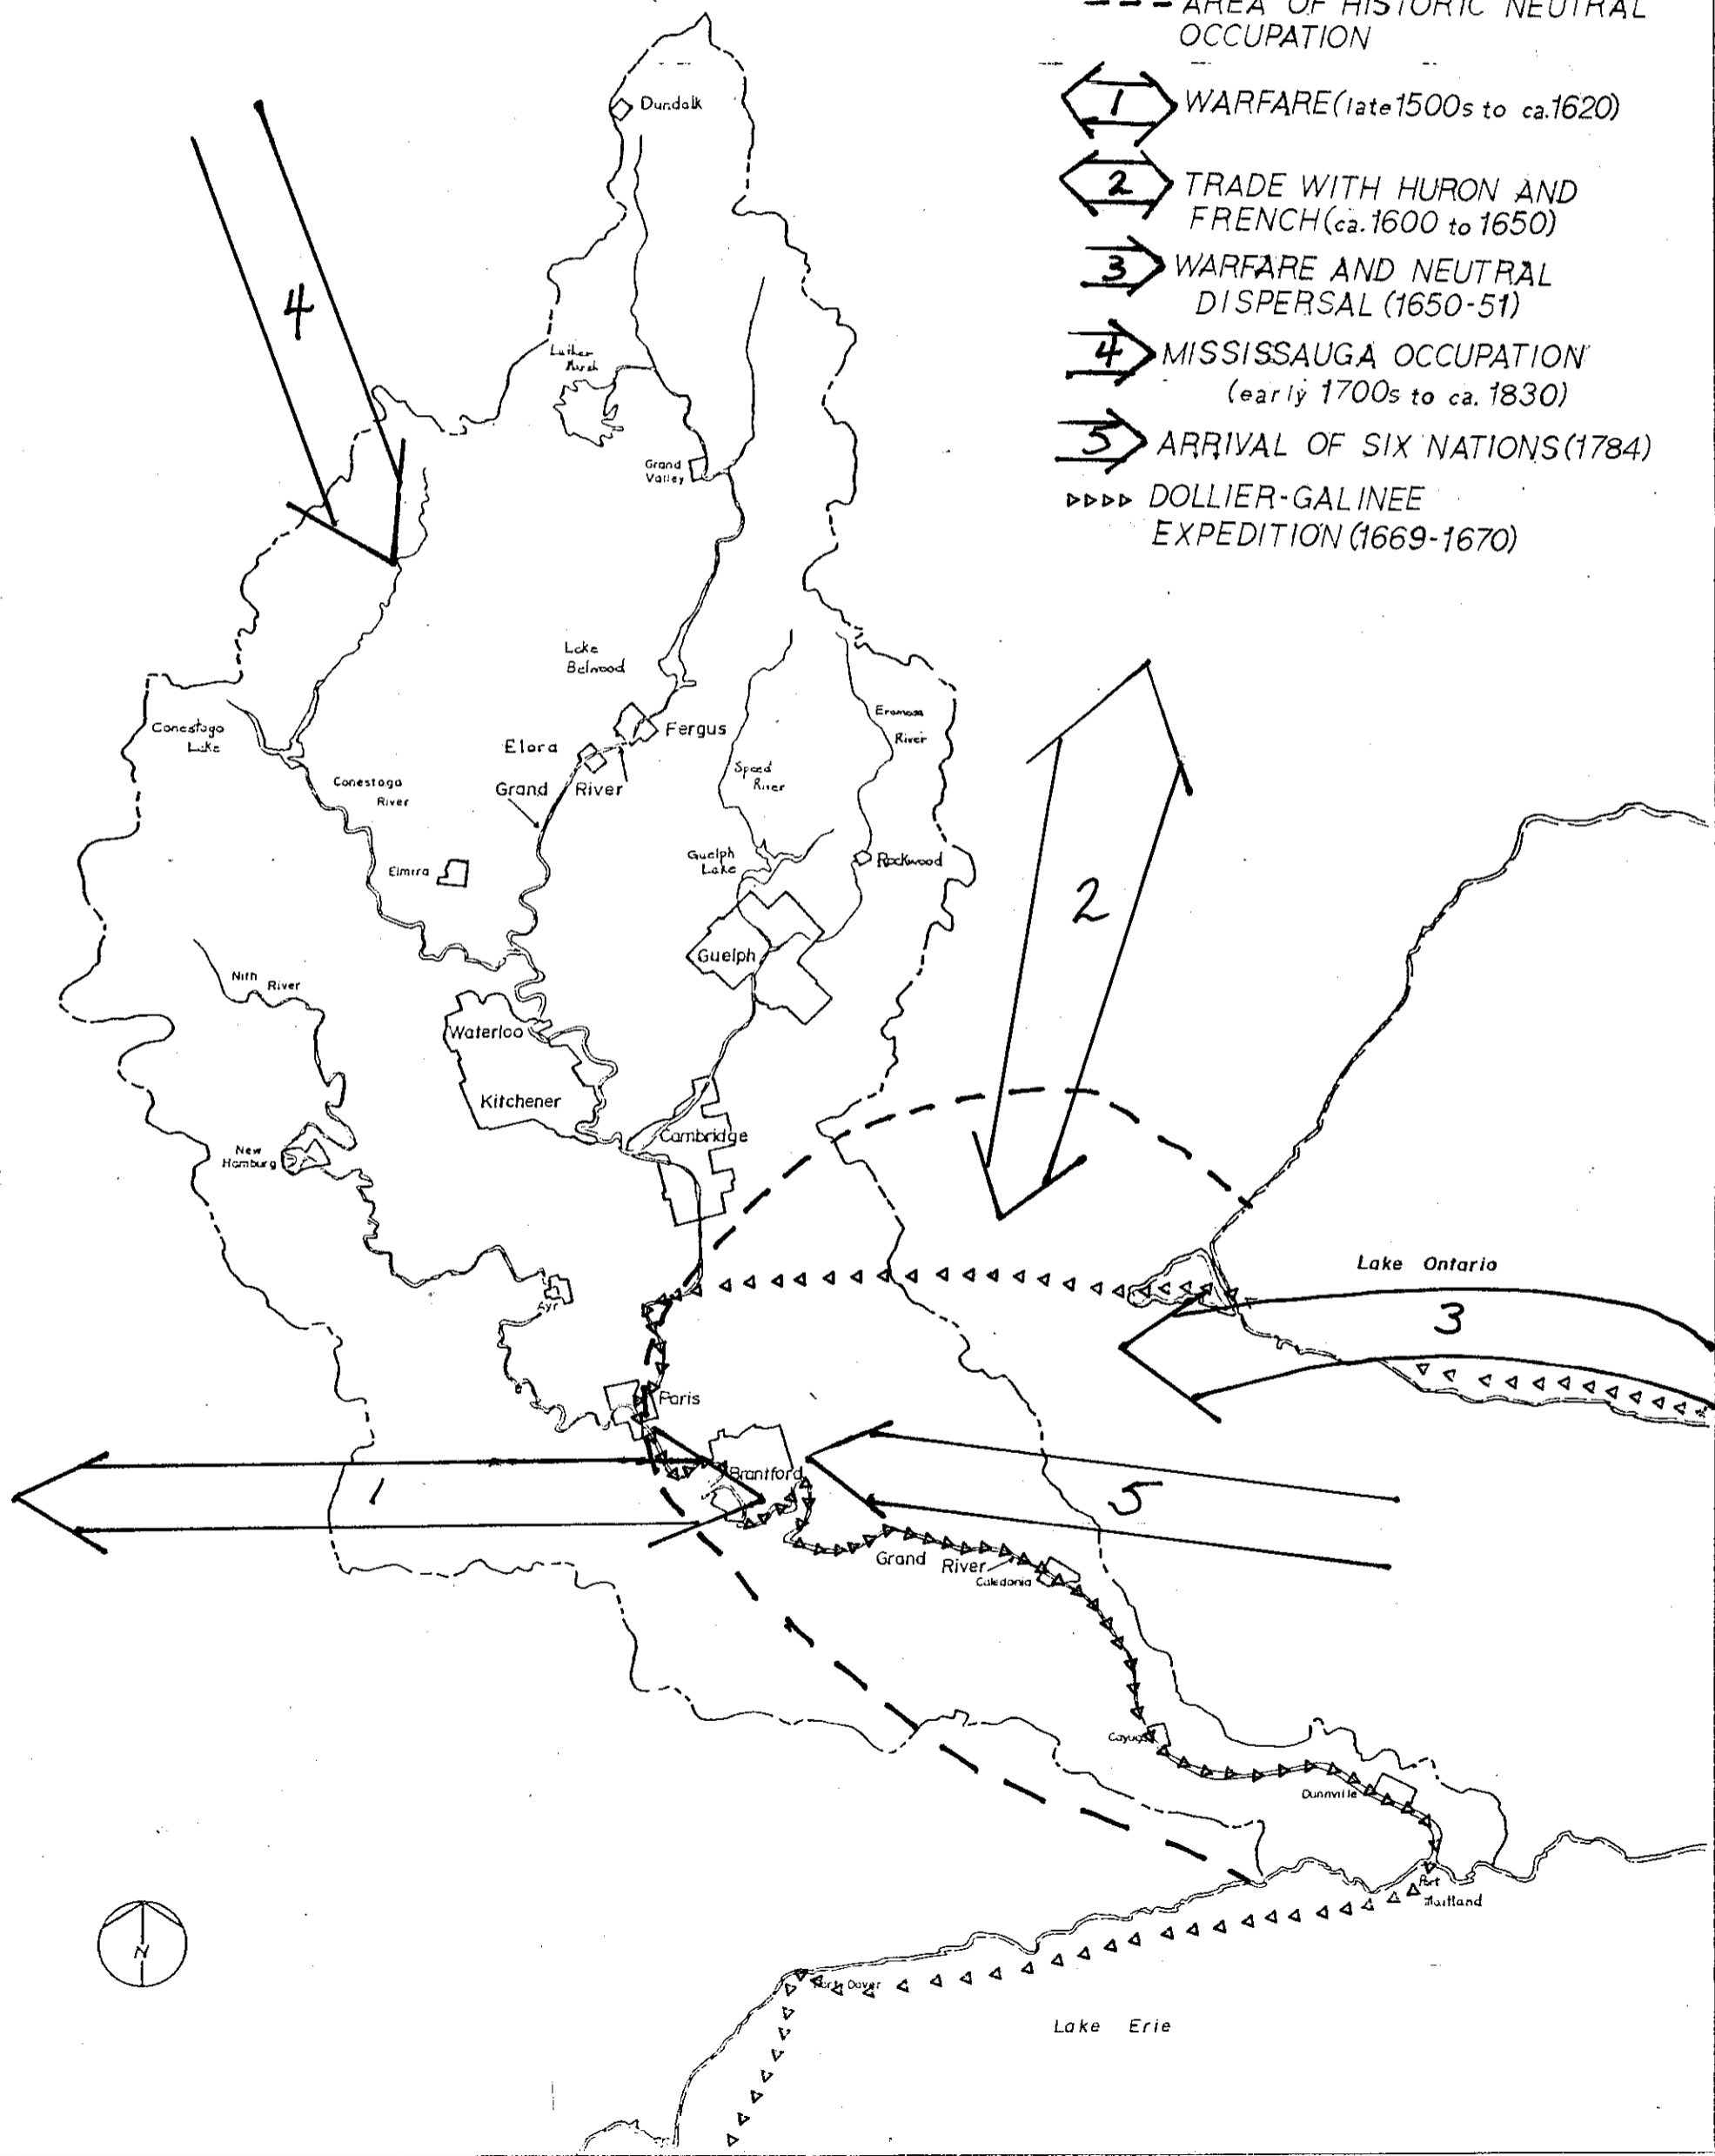 AREA OF HISTORIC NEUTRAL
OCCUPATION
1 WARFARE (late 1500s to ca. 1620)
2 TRADE WITH HURON AND
FRENCH (ca. 1600 to 1650)
3 WARFARE AND NEUTRAL
DISPERSAL (1650-51)
4 MISSISSAUGA OCCUPATION
(early 1700s to ca. 1830)
5 ARRIVAL OF SIX NATIONS (1784)
DOLLIER-GALINEE
EXPEDITION (1669-1670)
Dundalk
4
Luther
Marsh
Grand
Valley
Lake
Belwood
Conestogo
Lake
Fergus
Elora
Eramosa
River
Speed
River
Conestogo
River
Grand River
Elmira
Guelph
Lake
Rockwood
2
Guelph
Nith
River
Waterloo
Kitchener
Cambridge
New
Hamburg
Lake Ontario
Ayr
3
Paris
1
Brantford
5
Grand River
Caledonia
Cayuga
Dunnville
Port
Maitland
N
Port Dover
Lake Erie